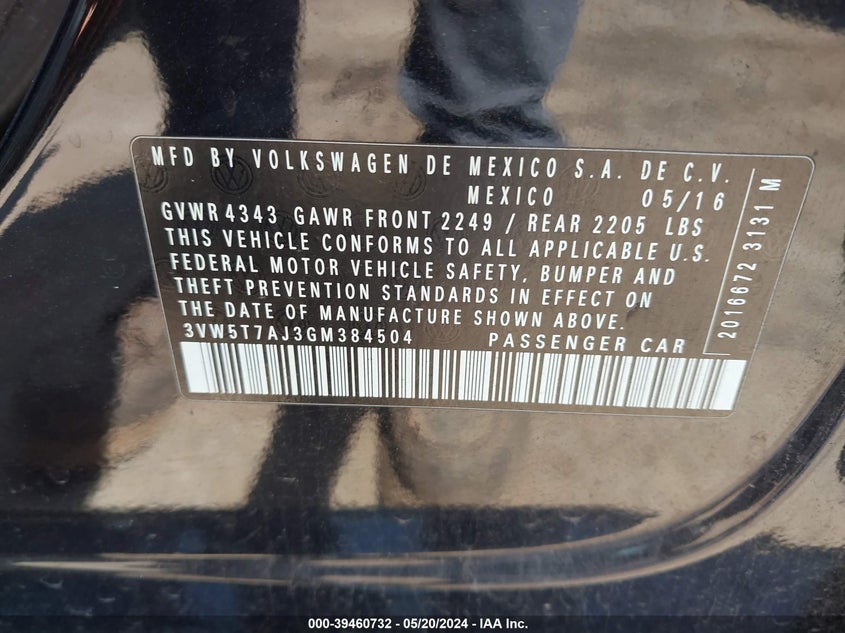 MFD BY VOLKSWAGEN DE MEXICO S.A. DE C.V.
MEXICO 05/16
GVWR 4343 GAWR FRONT 2249 / REAR 2205 LBS
THIS VEHICLE CONFORMS TO ALL APPLICABLE U.S.
FEDERAL MOTOR VEHICLE SAFETY, BUMPER AND
THEFT PREVENTION STANDARDS IN EFFECT ON
THE DATE OF MANUFACTURE SHOWN ABOVE.
3VW5T7AJ3GM384504 PASSENGER CAR
2016672 3131 M
000-39460732 - 05/20/2024 - IAA Inc.